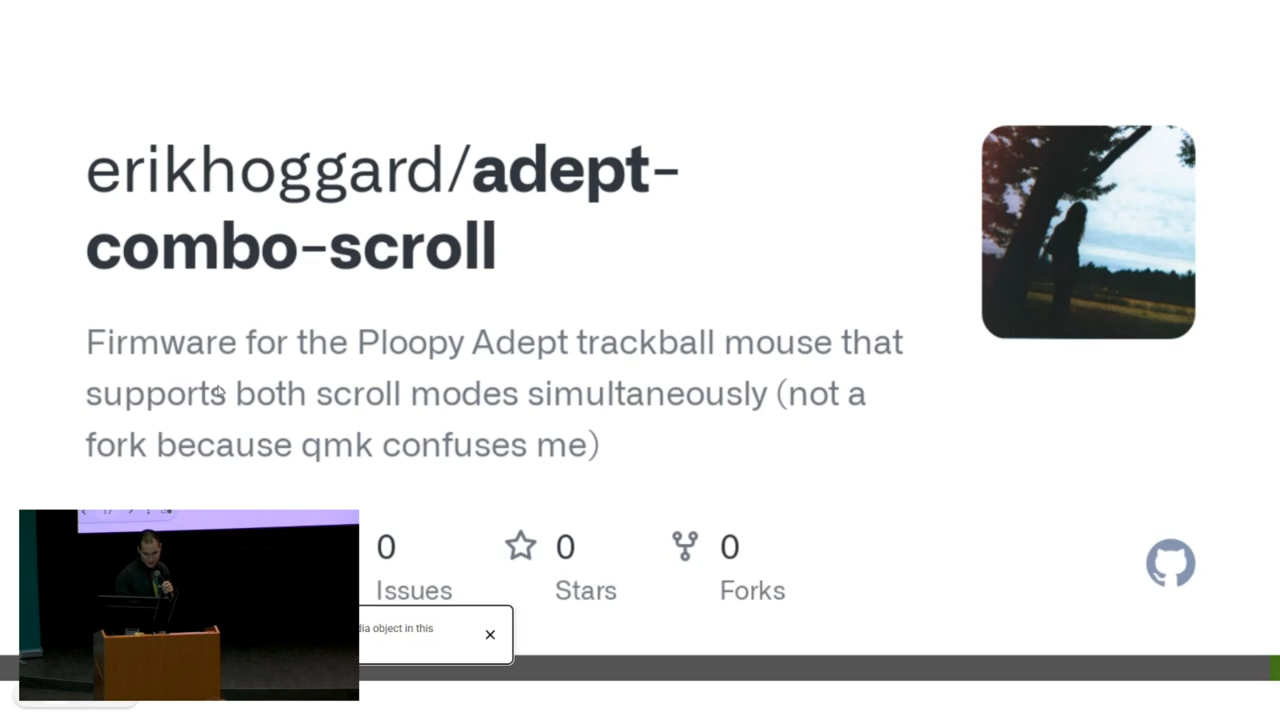 erikhoggard/adept-
combo-scroll
Firmware for the Ploopy Adept trackball mouse that
supports both scroll modes simultaneously (not a
fork because qmk confuses me)
0
Issues
0
Stars
0
Forks
object in this